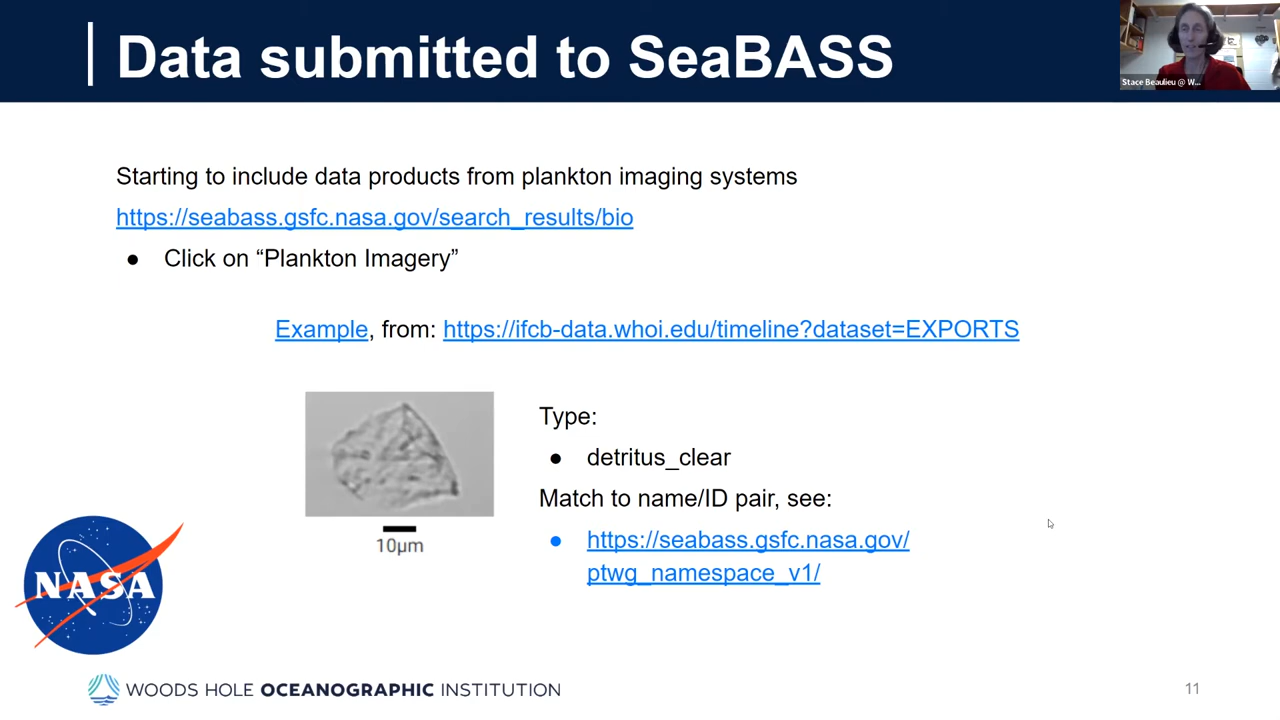 Data submitted to SeaBASS
Stace Beaulieu @ W...
Starting to include data products from plankton imaging systems
https://seabass.gsfc.nasa.gov/search_results/bio
● Click on “Plankton Imagery”
Example, from: https://ifcb-data.whoi.edu/timeline?dataset=EXPORTS
Type:
● detritus_clear
Match to name/ID pair, see:
● https://seabass.gsfc.nasa.gov/
ptwg_namespace_v1/
10µm
NASA
WOODS HOLE OCEANOGRAPHIC INSTITUTION
11